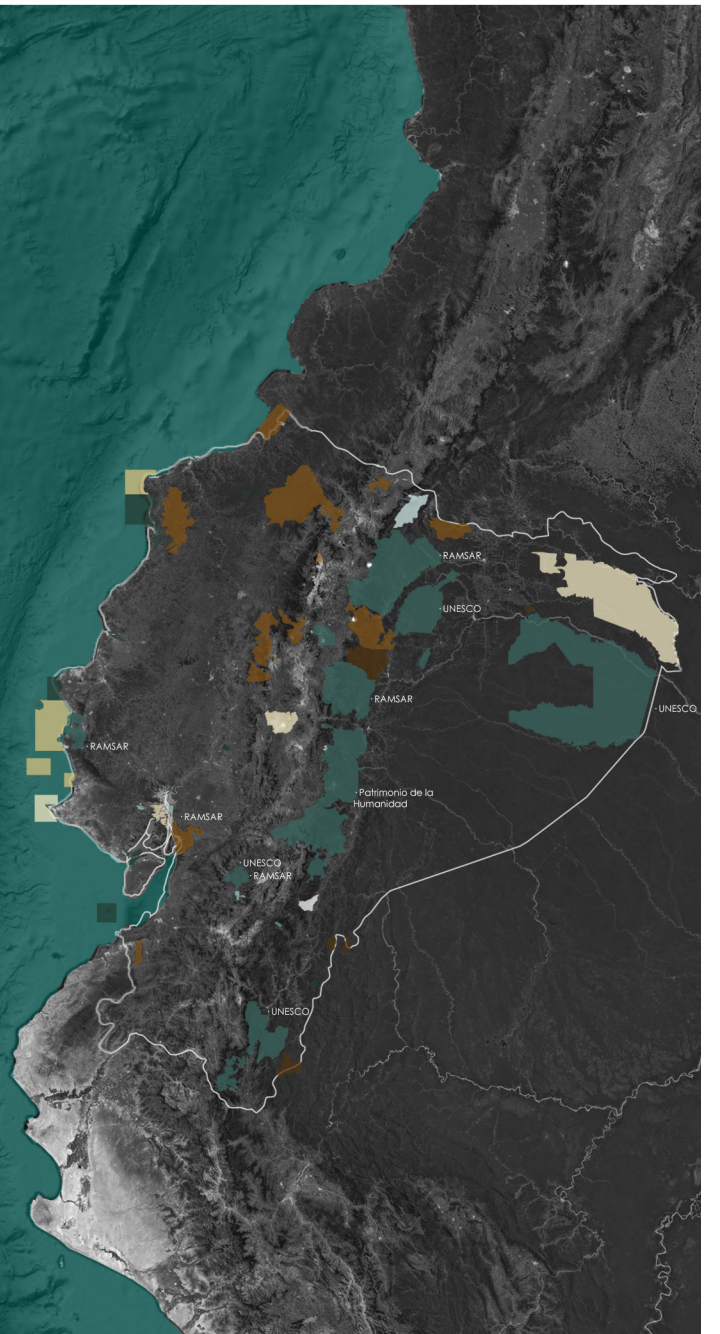 · RAMSAR
· UNESCO
· RAMSAR
· UNESCO
· RAMSAR
· Patrimonio de la
Humanidad
· RAMSAR
· UNESCO
· RAMSAR
· UNESCO